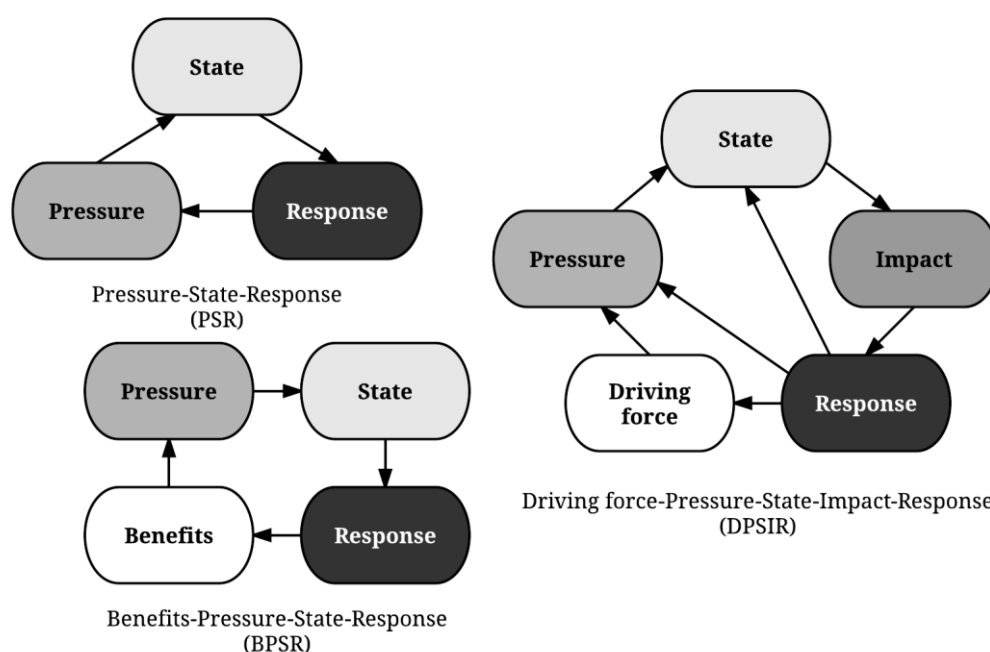 State
Pressure
Response
Pressure-State-Response
(PSR)
Pressure
State
Benefits
Response
Benefits-Pressure-State-Response
(BPSR)
State
Pressure
Impact
Driving
force
Response
Driving force-Pressure-State-Impact-Response
(DPSIR)